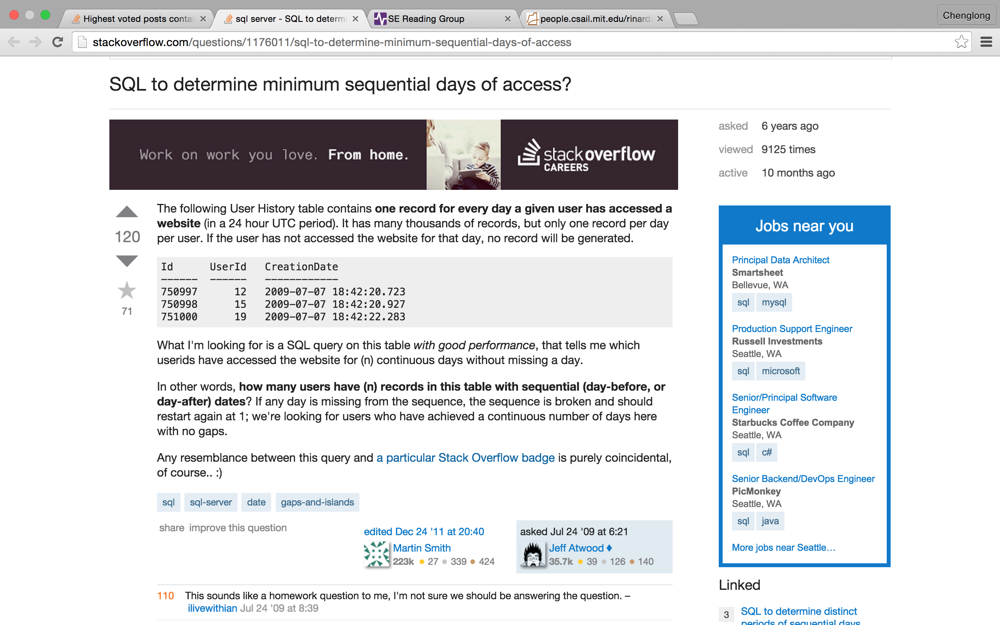 Highest voted posts contai
sql server - SQL to determi
SE Reading Group
people.csail.mit.edu/rinard
Chenglong
stackoverflow.com/questions/1176011/sql-to-determine-minimum-sequential-days-of-access
SQL to determine minimum sequential days of access?
Work on work you love. From home.
stackoverflow
CAREERS
asked 6 years ago
viewed 9125 times
active 10 months ago
120
71
The following User History table contains one record for every day a given user has accessed a
website (in a 24 hour UTC period). It has many thousands of records, but only one record per day
per user. If the user has not accessed the website for that day, no record will be generated.
Id UserId CreationDate
------ ------ ------------
750997 12 2009-07-07 18:42:20.723
750998 15 2009-07-07 18:42:20.927
751000 19 2009-07-07 18:42:22.283
What I'm looking for is a SQL query on this table with good performance, that tells me which
userids have accessed the website for (n) continuous days without missing a day.
In other words, how many users have (n) records in this table with sequential (day-before, or
day-after) dates? If any day is missing from the sequence, the sequence is broken and should
restart again at 1; we're looking for users who have achieved a continuous number of days here
with no gaps.
Any resemblance between this query and a particular Stack Overflow badge is purely coincidental,
of course.. :)
sql sql-server date gaps-and-islands
share improve this question
edited Dec 24 '11 at 20:40
Martin Smith
223k ● 27 ● 339 ● 424
asked Jul 24 '09 at 6:21
Jeff Atwood ♦
35.7k ● 39 ● 126 ● 140
110 This sounds like a homework question to me, I'm not sure we should be answering the question. –
ilivewithian Jul 24 '09 at 8:39
Jobs near you
Principal Data Architect
Smartsheet
Bellevue, WA
sql mysql
Production Support Engineer
Russell Investments
Seattle, WA
sql microsoft
Senior/Principal Software
Engineer
Starbucks Coffee Company
Seattle, WA
sql c#
Senior Backend/DevOps Engineer
PicMonkey
Seattle, WA
sql java
More jobs near Seattle…
Linked
3 SQL to determine distinct
periods of sequential days